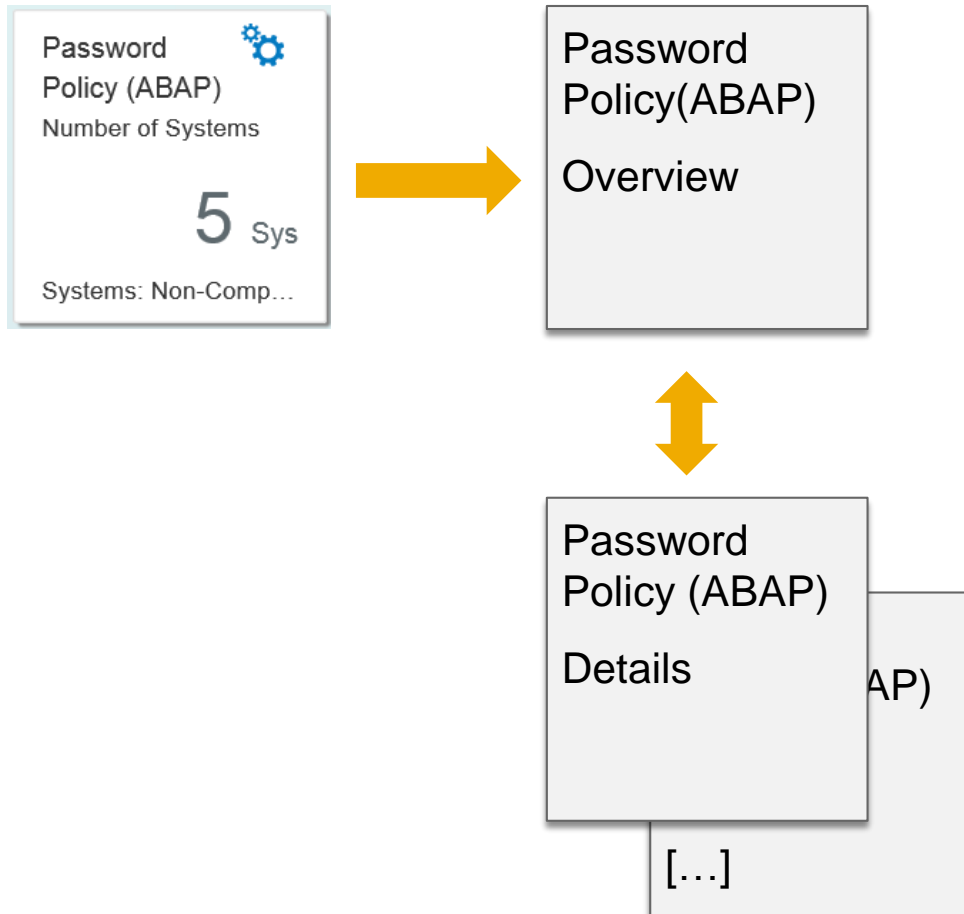 Password
Policy (ABAP)
Number of Systems
5 Sys
Systems: Non-Comp...
Password
Policy(ABAP)
Overview
Password
Policy (ABAP)
Details
AP)
[…]